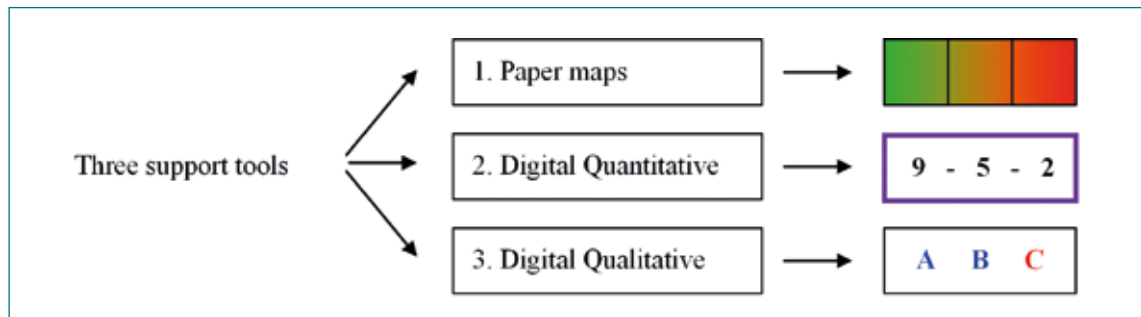 1. Paper maps
Three support tools
2. Digital Quantitative
9 - 5 - 2
3. Digital Qualitative
A B C